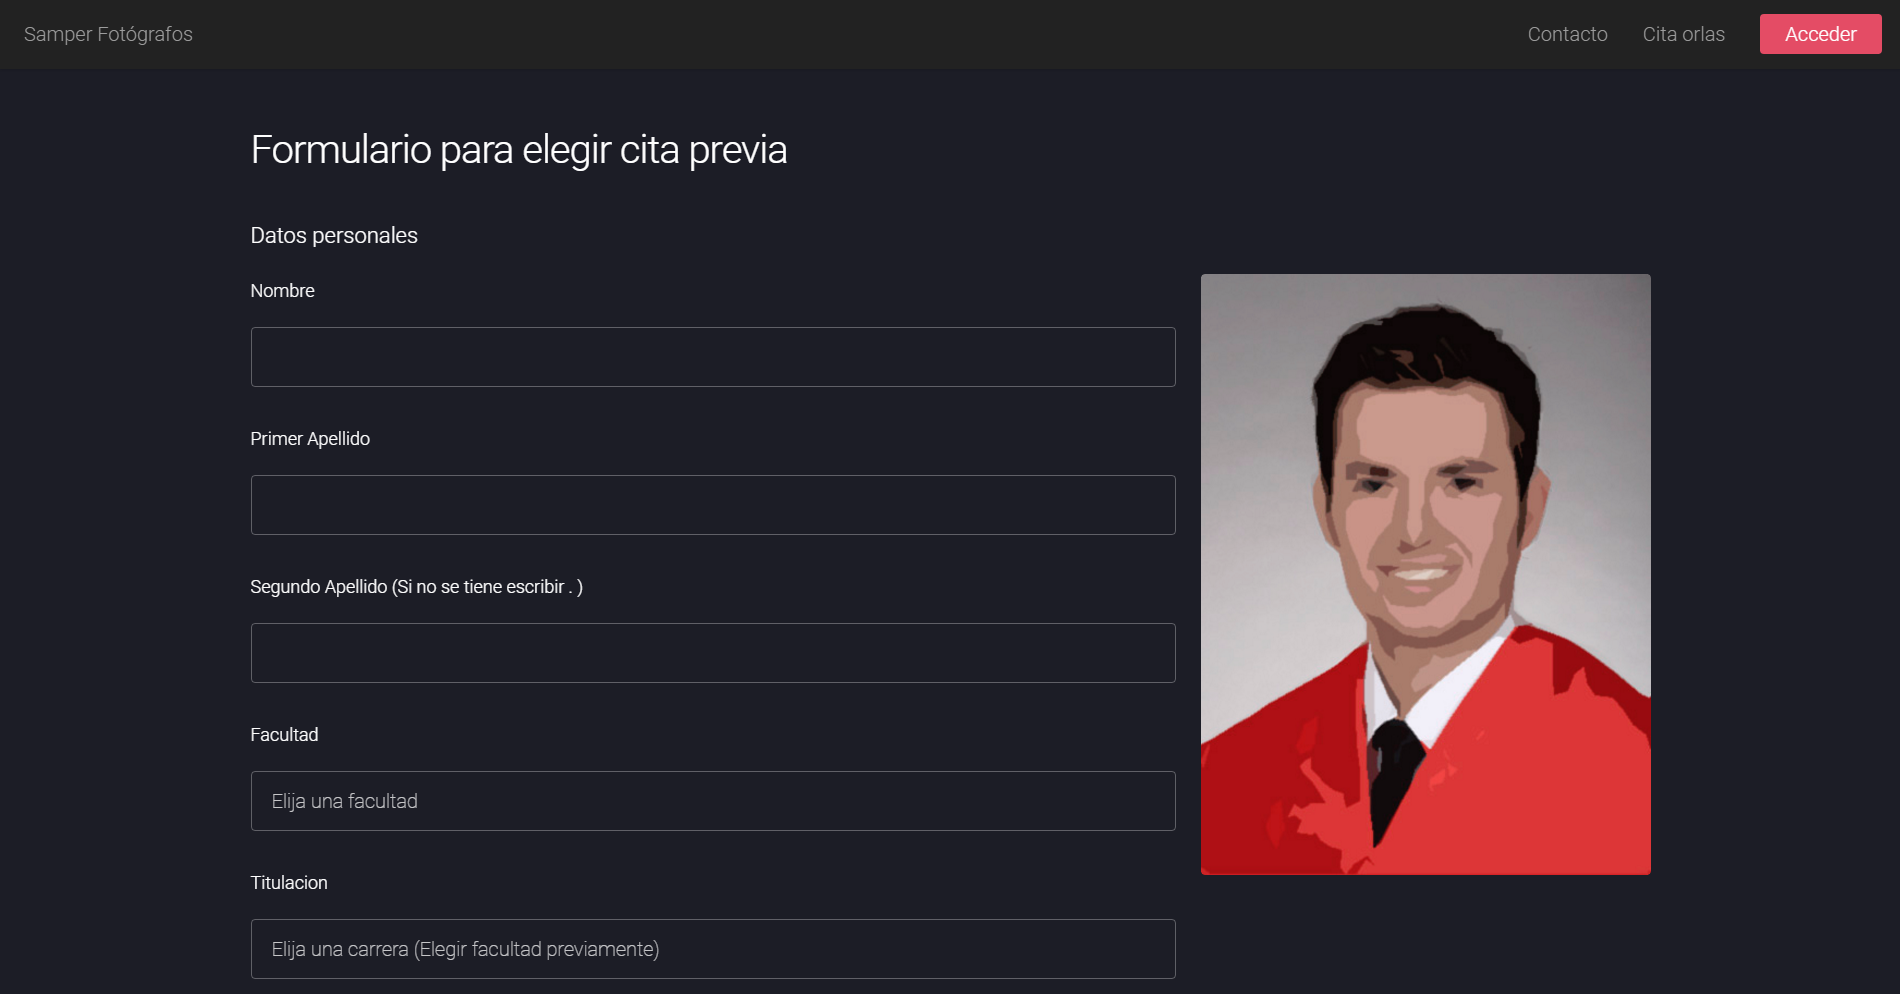 Samper Fotógrafos
Contacto
Cita orlas
Acceder
Formulario para elegir cita previa
Datos personales
Nombre
Primer Apellido
Segundo Apellido (Si no se tiene escribir . )
Facultad
Elija una facultad
Titulacion
Elija una carrera (Elegir facultad previamente)